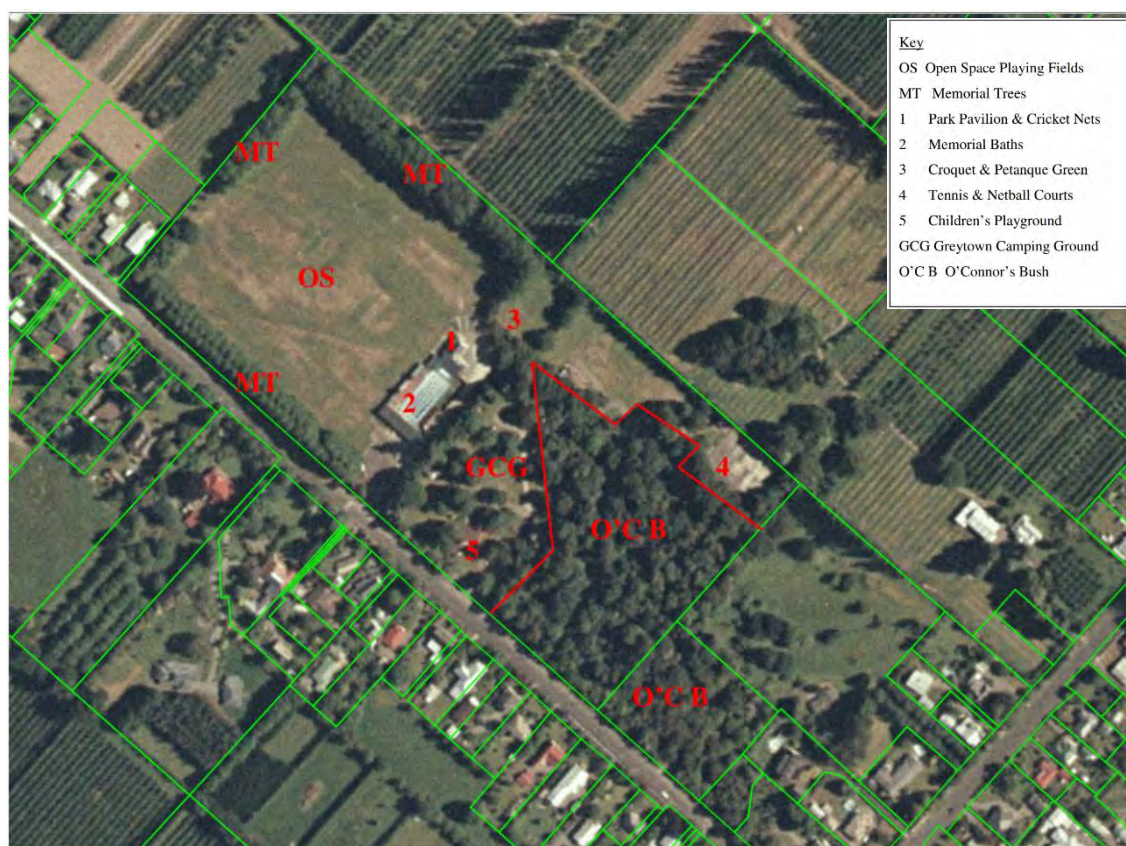 Key
OS Open Space Playing Fields
MT Memorial Trees
1 Park Pavilion & Cricket Nets
2 Memorial Baths
3 Croquet & Petanque Green
4 Tennis & Netball Courts
5 Children's Playground
GCG Greytown Camping Ground
O'C B O'Connor's Bush
MT
MT
OS
3
1
MT
2
GCG
4
O'C B
5
O'C B